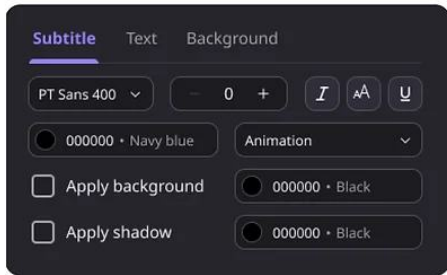 Subtitle Text Background
PT Sans 400 − 0 + I AA U
000000 • Navy blue Animation
Apply background 000000 • Black
Apply shadow 000000 • Black